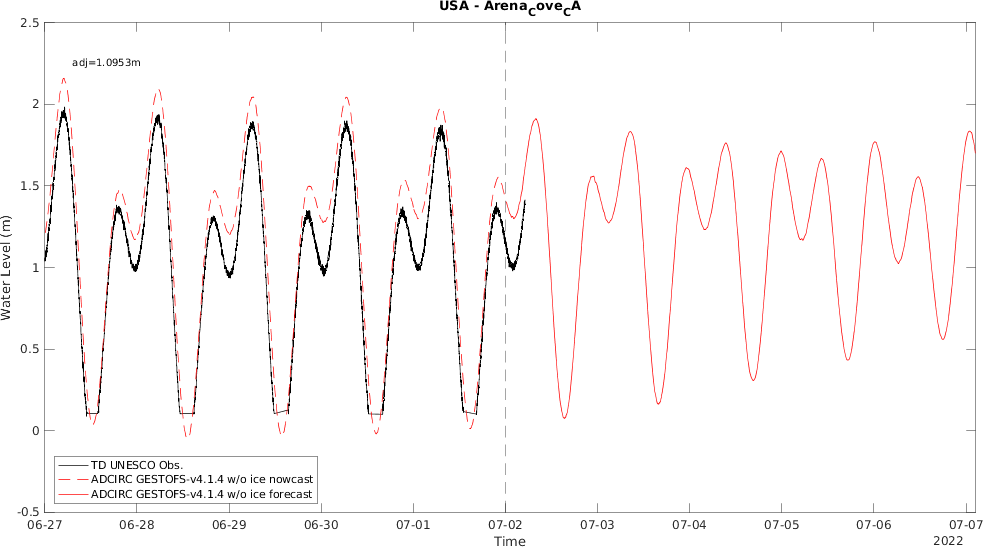 USA - ArenaCoveCA
adj=1.0953m
2.5
2
1.5
1
0.5
0
-0.5
Water Level (m)
TD UNESCO Obs.
ADCIRC GESTOFS-v4.1.4 w/o ice nowcast
ADCIRC GESTOFS-v4.1.4 w/o ice forecast
06-27 06-28 06-29 06-30 07-01 07-02 07-03 07-04 07-05 07-06 07-07
Time
2022